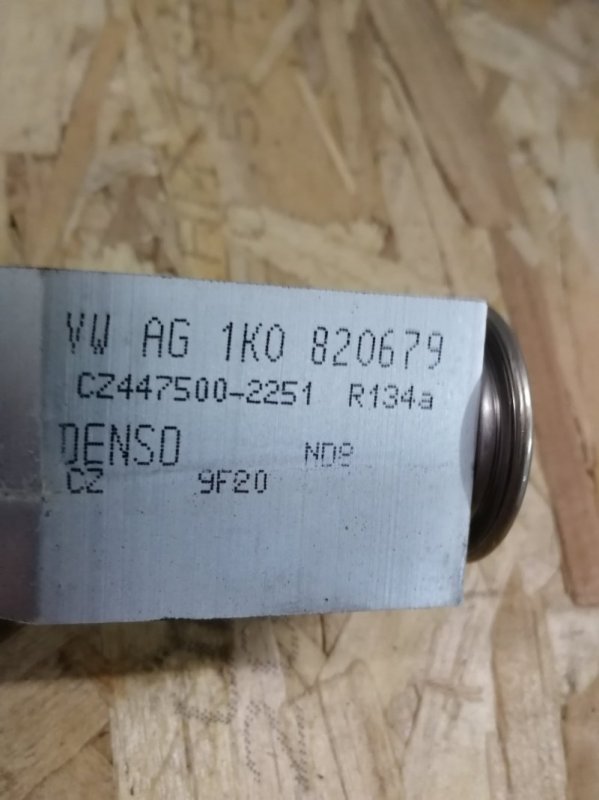 VW AG 1K0 820679
CZ447500-2251 R134a
DENSO ND8
CZ 9F20